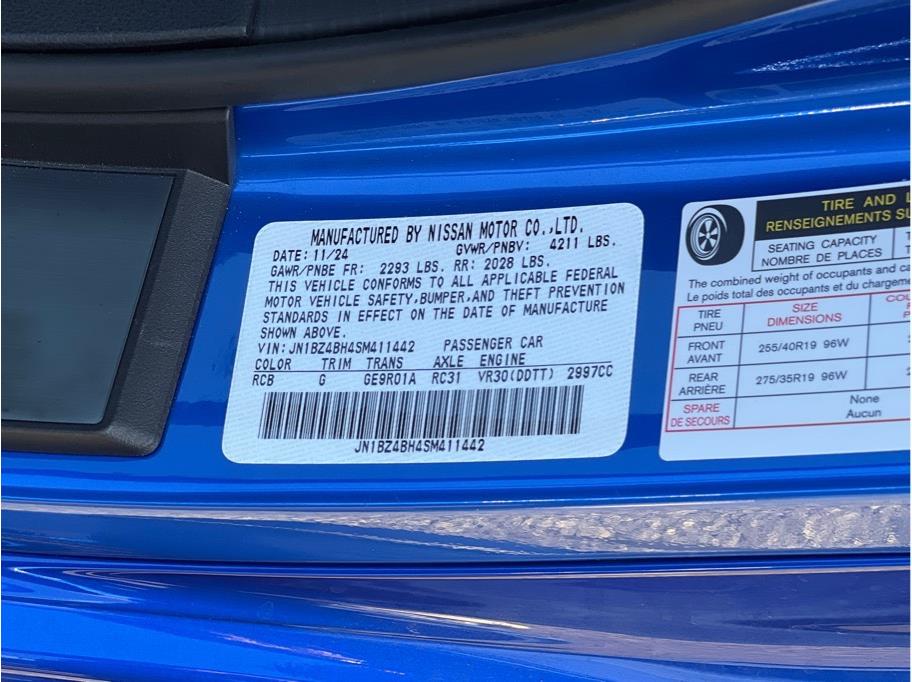 MANUFACTURED BY NISSAN MOTOR CO.,LTD.
DATE: 11/24 GVWR/PNBV: 4211 LBS.
GAWR/PNBE FR: 2293 LBS. RR: 2028 LBS.
THIS VEHICLE CONFORMS TO ALL APPLICABLE FEDERAL
MOTOR VEHICLE SAFETY,BUMPER,AND THEFT PREVENTION
STANDARDS IN EFFECT ON THE DATE OF MANUFACTURE
SHOWN ABOVE.
VIN: JN1BZ4BH4SM411442 PASSENGER CAR
COLOR TRIM TRANS AXLE ENGINE
RCB G GE9R01A RC31 VR30(DDTT) 2997CC
JN1BZ4BH4SM411442
TIRE AND
RENSEIGNEMENTS
SEATING CAPACITY
NOMBRE DE PLACES
The combined weight of occupants and
Le poids total des occupants et du
TIRE SIZE
PNEU DIMENSIONS
FRONT
AVANT 255/40R19 96W
REAR
ARRIÈRE 275/35R19 96W
SPARE None
DE SECOURS Aucun